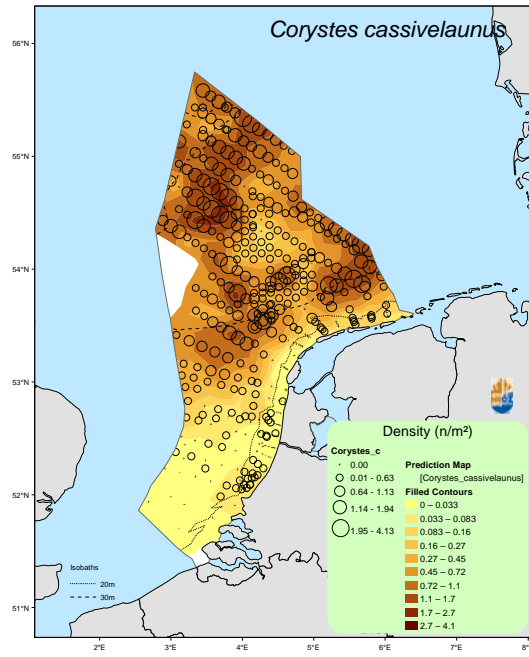 Corystes cassivelaunus
56°N
55°N
54°N
53°N
52°N
51°N
Density (n/m²)
Corystes_c
0.00
0.01 - 0.63
0.64 - 1.13
1.14 - 1.94
1.95 - 4.13
Prediction Map
[Corystes_cassivelaunus]
Filled Contours
0 – 0.033
0.033 – 0.083
0.083 – 0.16
0.16 – 0.27
0.27 – 0.45
0.45 – 0.72
0.72 – 1.1
1.1 – 1.7
1.7 – 2.7
2.7 – 4.1
Isobaths
20m
30m
2°E 3°E 4°E 5°E 6°E 7°E 8°